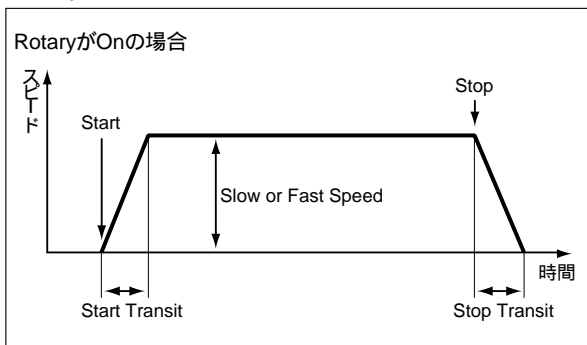 RotaryがOnの場合
スピード
Stop
Start
Slow or Fast Speed
時間
Start Transit
Stop Transit